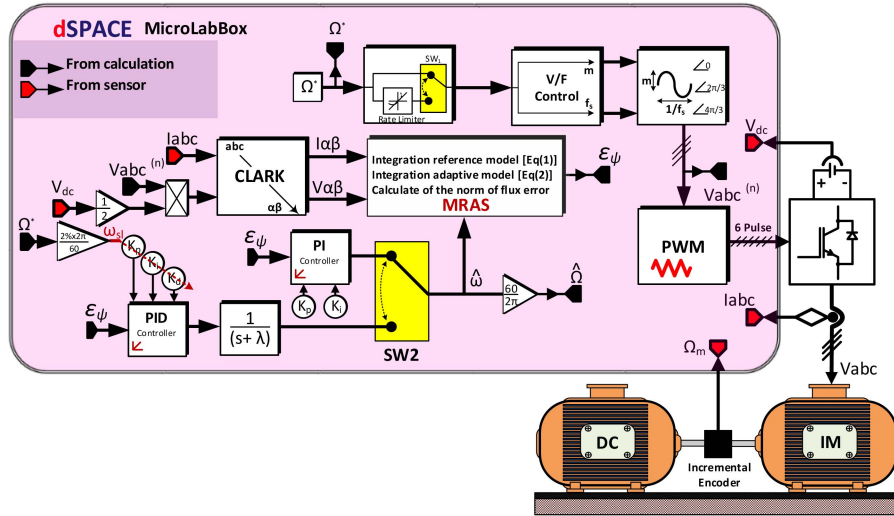 dSPACE MicroLabBox
From calculation
From sensor
Ω*
Ω*
SW₁
Rate Limiter
V/F
Control
m
fs
m
1/fs
∠0
∠2π/3
∠4π/3
Vdc
+ -
Iabc
Vabc (n)
Vdc
1/2
abc
CLARK
αβ
Iαβ
Vαβ
Integration reference model [Eq(1)]
Integration adaptive model [Eq(2)]
Calculate of the norm of flux error
MRAS
εψ
Vabc (n)
PWM
6 Pulse
Ω*
2%x2π
60
ωsl
Kp
Ki
Kd
εψ
PI
Controller
Kp
Ki
εψ
PID
Controller
1
(s+ λ)
SW2
ω̂
60
2π
Ω̂
Iabc
Ωm
Vabc
DC
IM
Incremental
Encoder